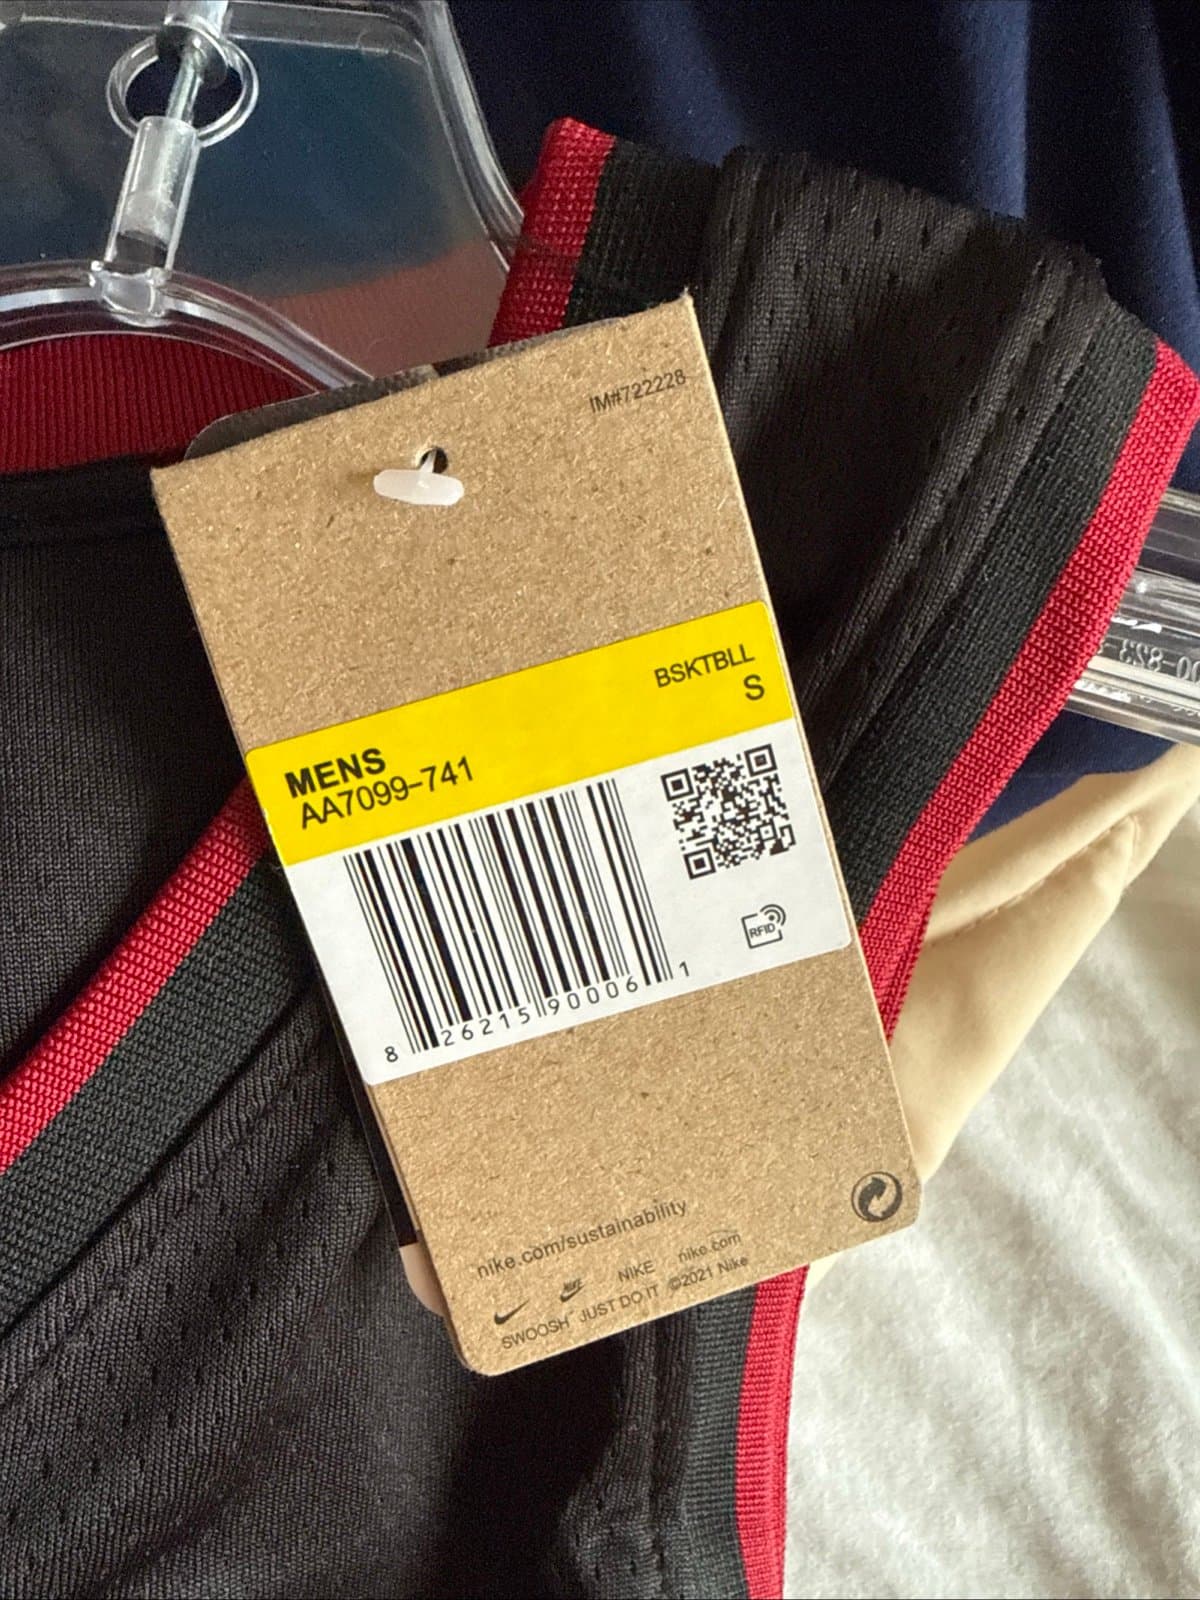 IM#722228
BSKTBLL
S
MENS
AA7099-741
RFID
8 26215 90006 1
nike.com/sustainability
NIKE nike.com
SWOOSH JUST DO IT ©2021 Nike